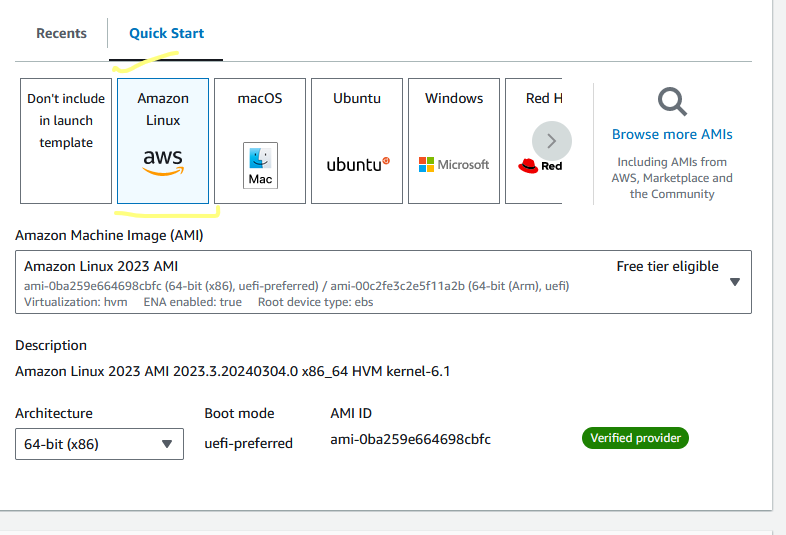 Recents
Quick Start
Don't include
in launch
template
Amazon
Linux
aws
macOS
Mac
Ubuntu
ubuntu
Windows
Microsoft
Red H
Red
Browse more AMIs
Including AMIs from
AWS, Marketplace and
the Community
Amazon Machine Image (AMI)
Amazon Linux 2023 AMI
Free tier eligible
ami-0ba259e664698cbfc (64-bit (x86), uefi-preferred) / ami-00c2fe3c2e5f11a2b (64-bit (Arm), uefi)
Virtualization: hvm ENA enabled: true Root device type: ebs
Description
Amazon Linux 2023 AMI 2023.3.20240304.0 x86_64 HVM kernel-6.1
Architecture
Boot mode
AMI ID
64-bit (x86)
uefi-preferred
ami-0ba259e664698cbfc
Verified provider